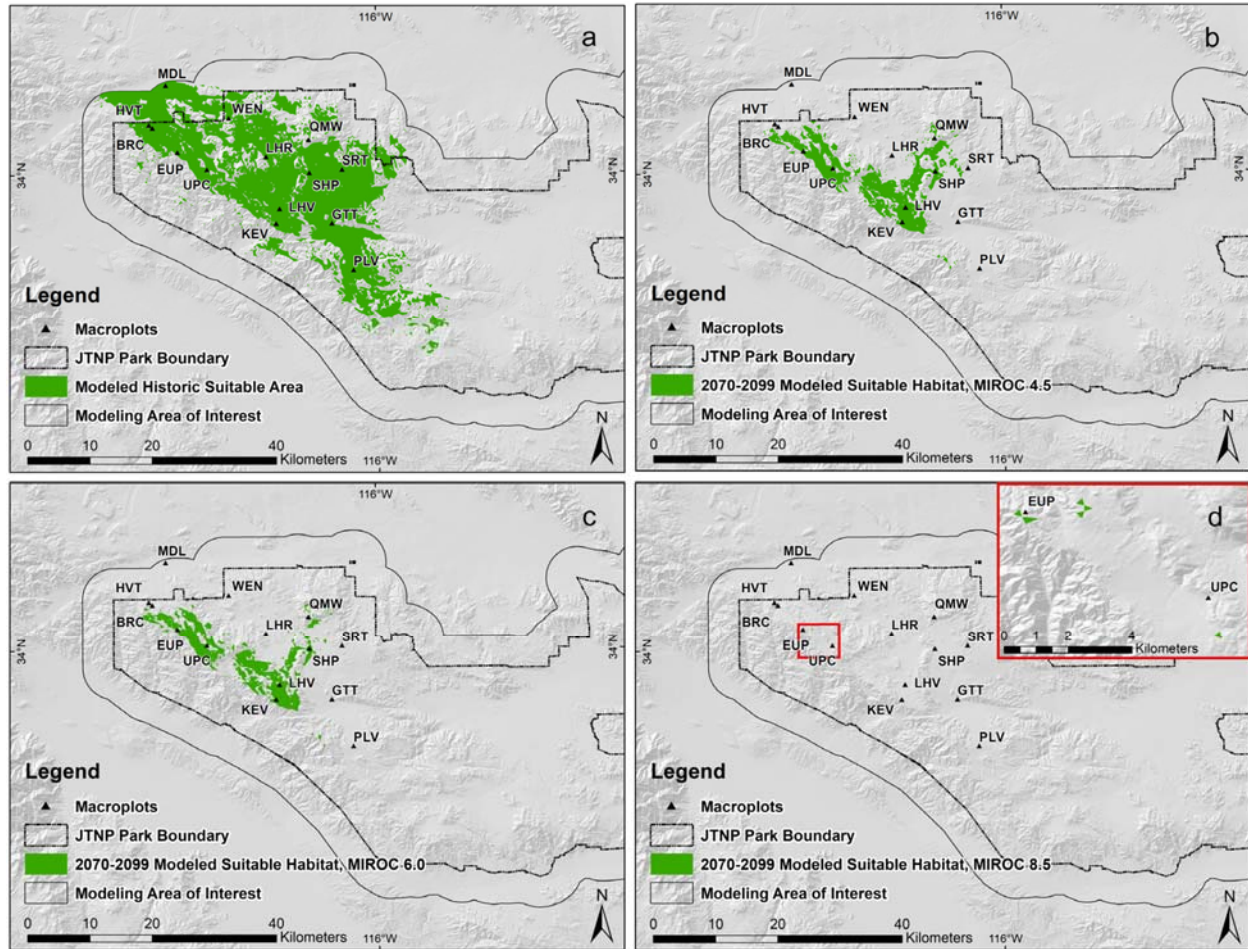 116°W
a
MDL
HVT
WEN
QMW
BRC
LHR
SRT
34°N
EUP
SHP
UPC
LHV
GTT
KEV
PLV
Legend
Macroplots
JTNP Park Boundary
Modeled Historic Suitable Area
Modeling Area of Interest
N
0 10 20 40
Kilometers
116°W
116°W
b
MDL
HVT
WEN
QMW
BRC
LHR
SRT
34°N
34°N
EUP
SHP
UPC
LHV
GTT
KEV
PLV
Legend
Macroplots
JTNP Park Boundary
2070-2099 Modeled Suitable Habitat, MIROC 4.5
Modeling Area of Interest
N
0 10 20 40
Kilometers
116°W
116°W
c
MDL
HVT
WEN
QMW
BRC
LHR
SRT
34°N
EUP
SHP
UPC
LHV
GTT
KEV
PLV
Legend
Macroplots
JTNP Park Boundary
2070-2099 Modeled Suitable Habitat, MIROC 6.0
Modeling Area of Interest
N
0 10 20 40
Kilometers
116°W
d
EUP
UPC
0 1 2 4
Kilometers
MDL
HVT
WEN
QMW
BRC
LHR
SRT
34°N
EUP
SHP
UPC
LHV
GTT
KEV
PLV
Legend
Macroplots
JTNP Park Boundary
2070-2099 Modeled Suitable Habitat, MIROC 8.5
Modeling Area of Interest
N
0 10 20 40
Kilometers
116°W